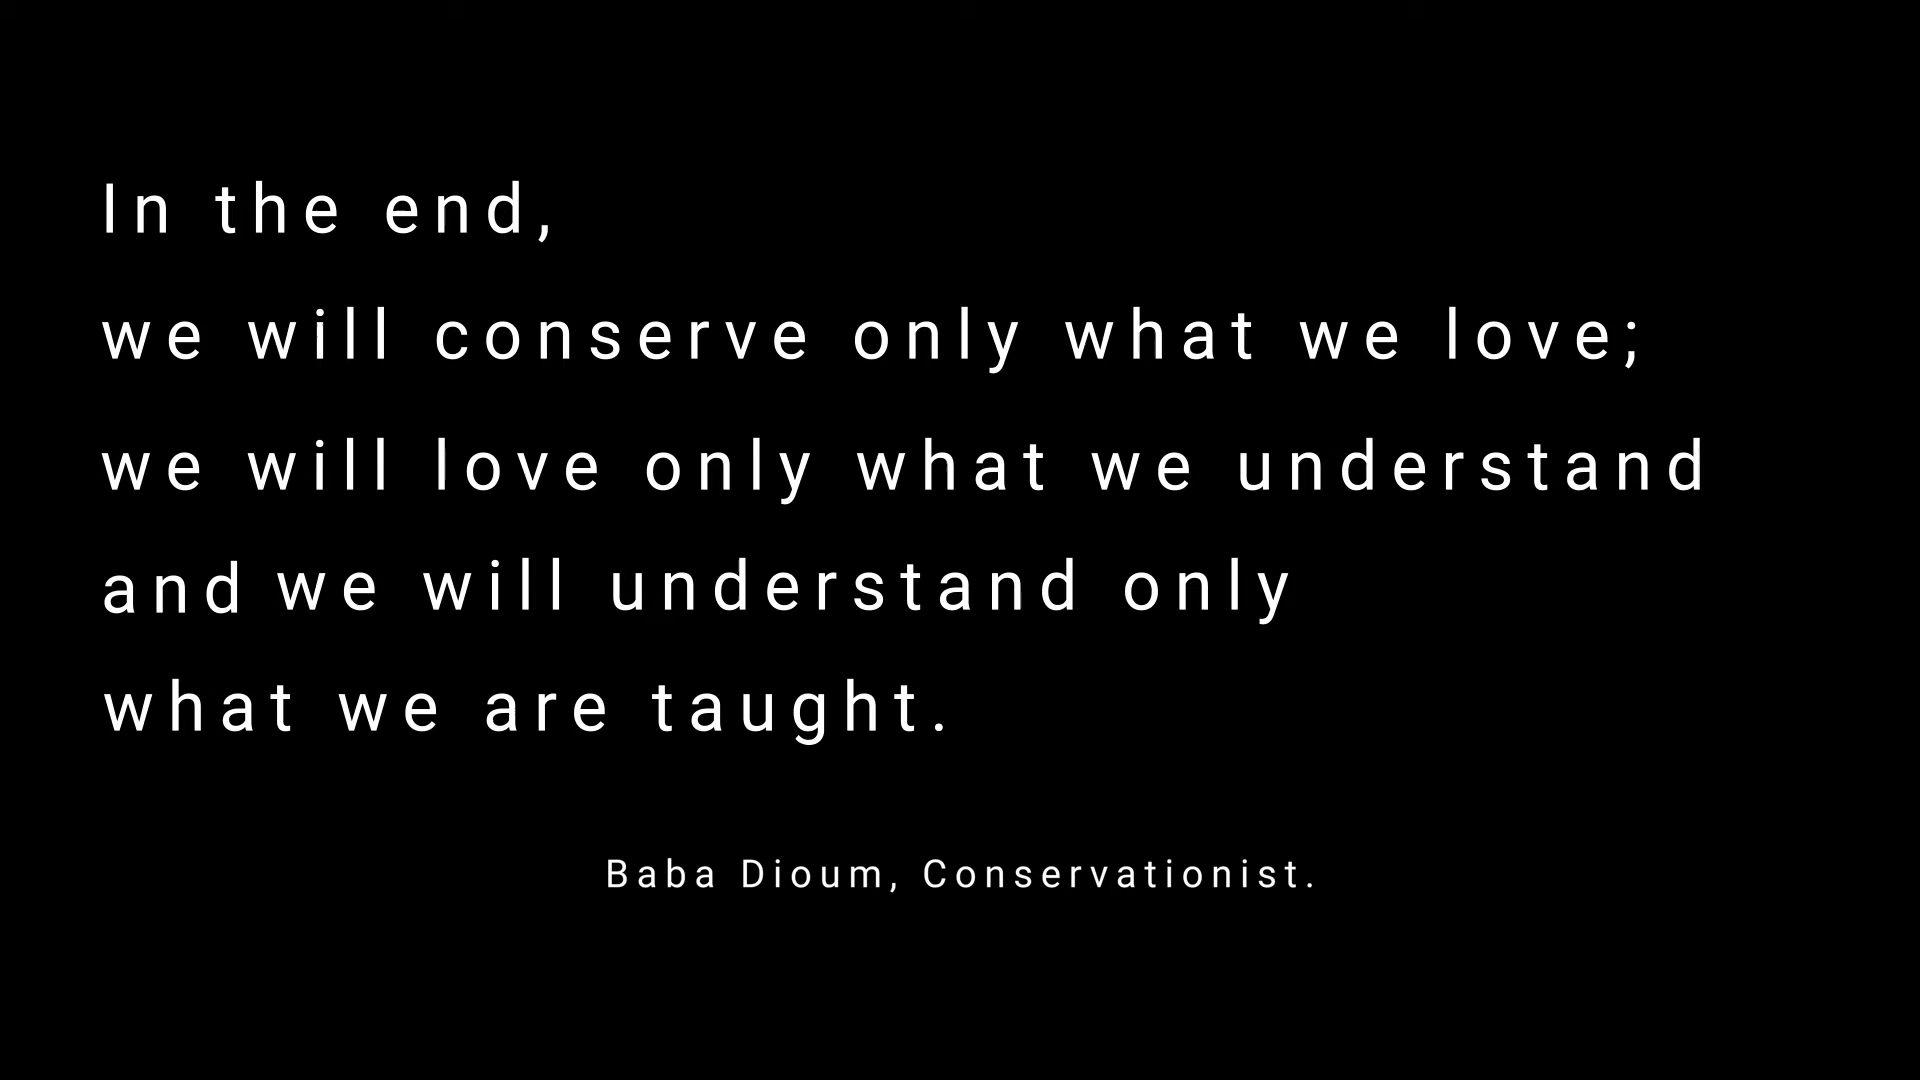 In the end,
we will conserve only what we love;
we will love only what we understand
and we will understand only
what we are taught.
Baba Dioum, Conservationist.